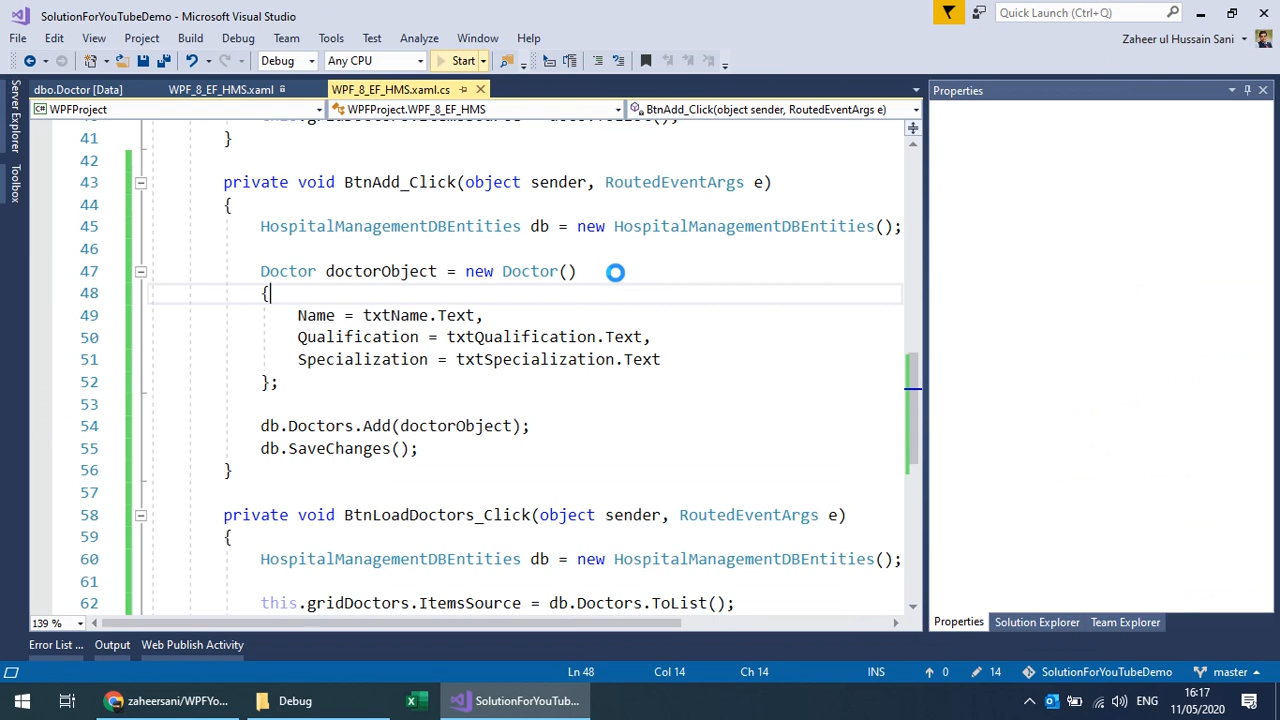 SolutionForYouTubeDemo - Microsoft Visual Studio
Quick Launch (Ctrl+Q)
File Edit View Project Build Debug Team Tools Test Analyze Window Help
Zaheer ul Hussain Sani
Debug Any CPU Start
dbo.Doctor [Data] WPF_8_EF_HMS.xaml WPF_8_EF_HMS.xaml.cs
Properties
WPFProject WPFProject.WPF_8_EF_HMS BtnAdd_Click(object sender, RoutedEventArgs e)
Server Explorer
Toolbox
41 }
42
43 private void BtnAdd_Click(object sender, RoutedEventArgs e)
44 {
45 HospitalManagementDBEntities db = new HospitalManagementDBEntities();
46
47 Doctor doctorObject = new Doctor()
48 {
49 Name = txtName.Text,
50 Qualification = txtQualification.Text,
51 Specialization = txtSpecialization.Text
52 };
53
54 db.Doctors.Add(doctorObject);
55 db.SaveChanges();
56 }
57
58 private void BtnLoadDoctors_Click(object sender, RoutedEventArgs e)
59 {
60 HospitalManagementDBEntities db = new HospitalManagementDBEntities();
61
62 this.gridDoctors.ItemsSource = db.Doctors.ToList();
139 %
Properties Solution Explorer Team Explorer
Error List ... Output Web Publish Activity
Ln 48 Col 14 Ch 14 INS 0 14 SolutionForYouTubeDemo master
zaheersani/WPFYo... Debug SolutionForYouTub... ENG 16:17
11/05/2020